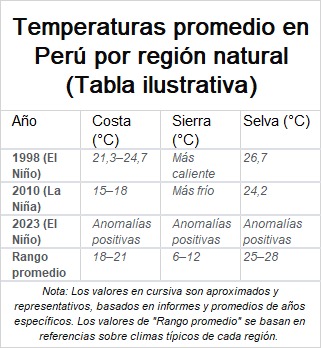 Temperaturas promedio en
Perú por región natural
(Tabla ilustrativa)
Año Costa (°C) Sierra (°C) Selva (°C)
1998 (El Niño) 21,3–24,7 Más caliente 26,7
2010 (La Niña) 15–18 Más frío 24,2
2023 (El Niño) Anomalías positivas Anomalías positivas Anomalías positivas
Rango promedio 18–21 6–12 25–28
Nota: Los valores en cursiva son aproximados y
representativos, basados en informes y promedios de años
específicos. Los valores de "Rango promedio" se basan en
referencias sobre climas típicos de cada región.